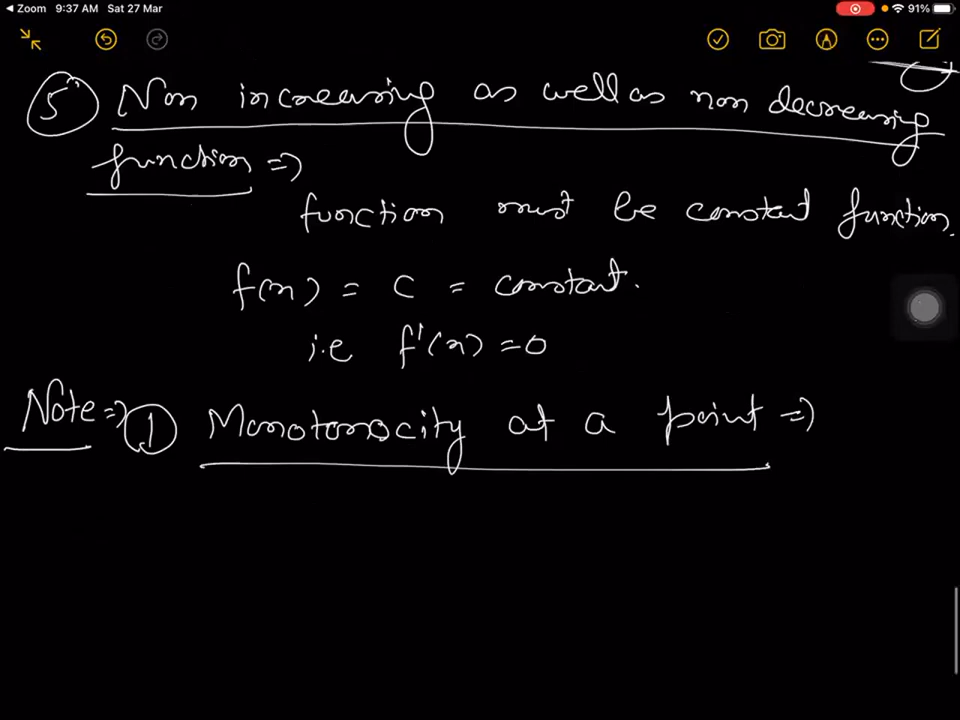 Zoom 9:37 AM Sat 27 Mar 91%
5 Non increasing as well as non decreasing
function =>
function must be constant function.
f(n) = c = constant.
i.e f'(n) = 0
Note => 1 Monotonocity at a point =>